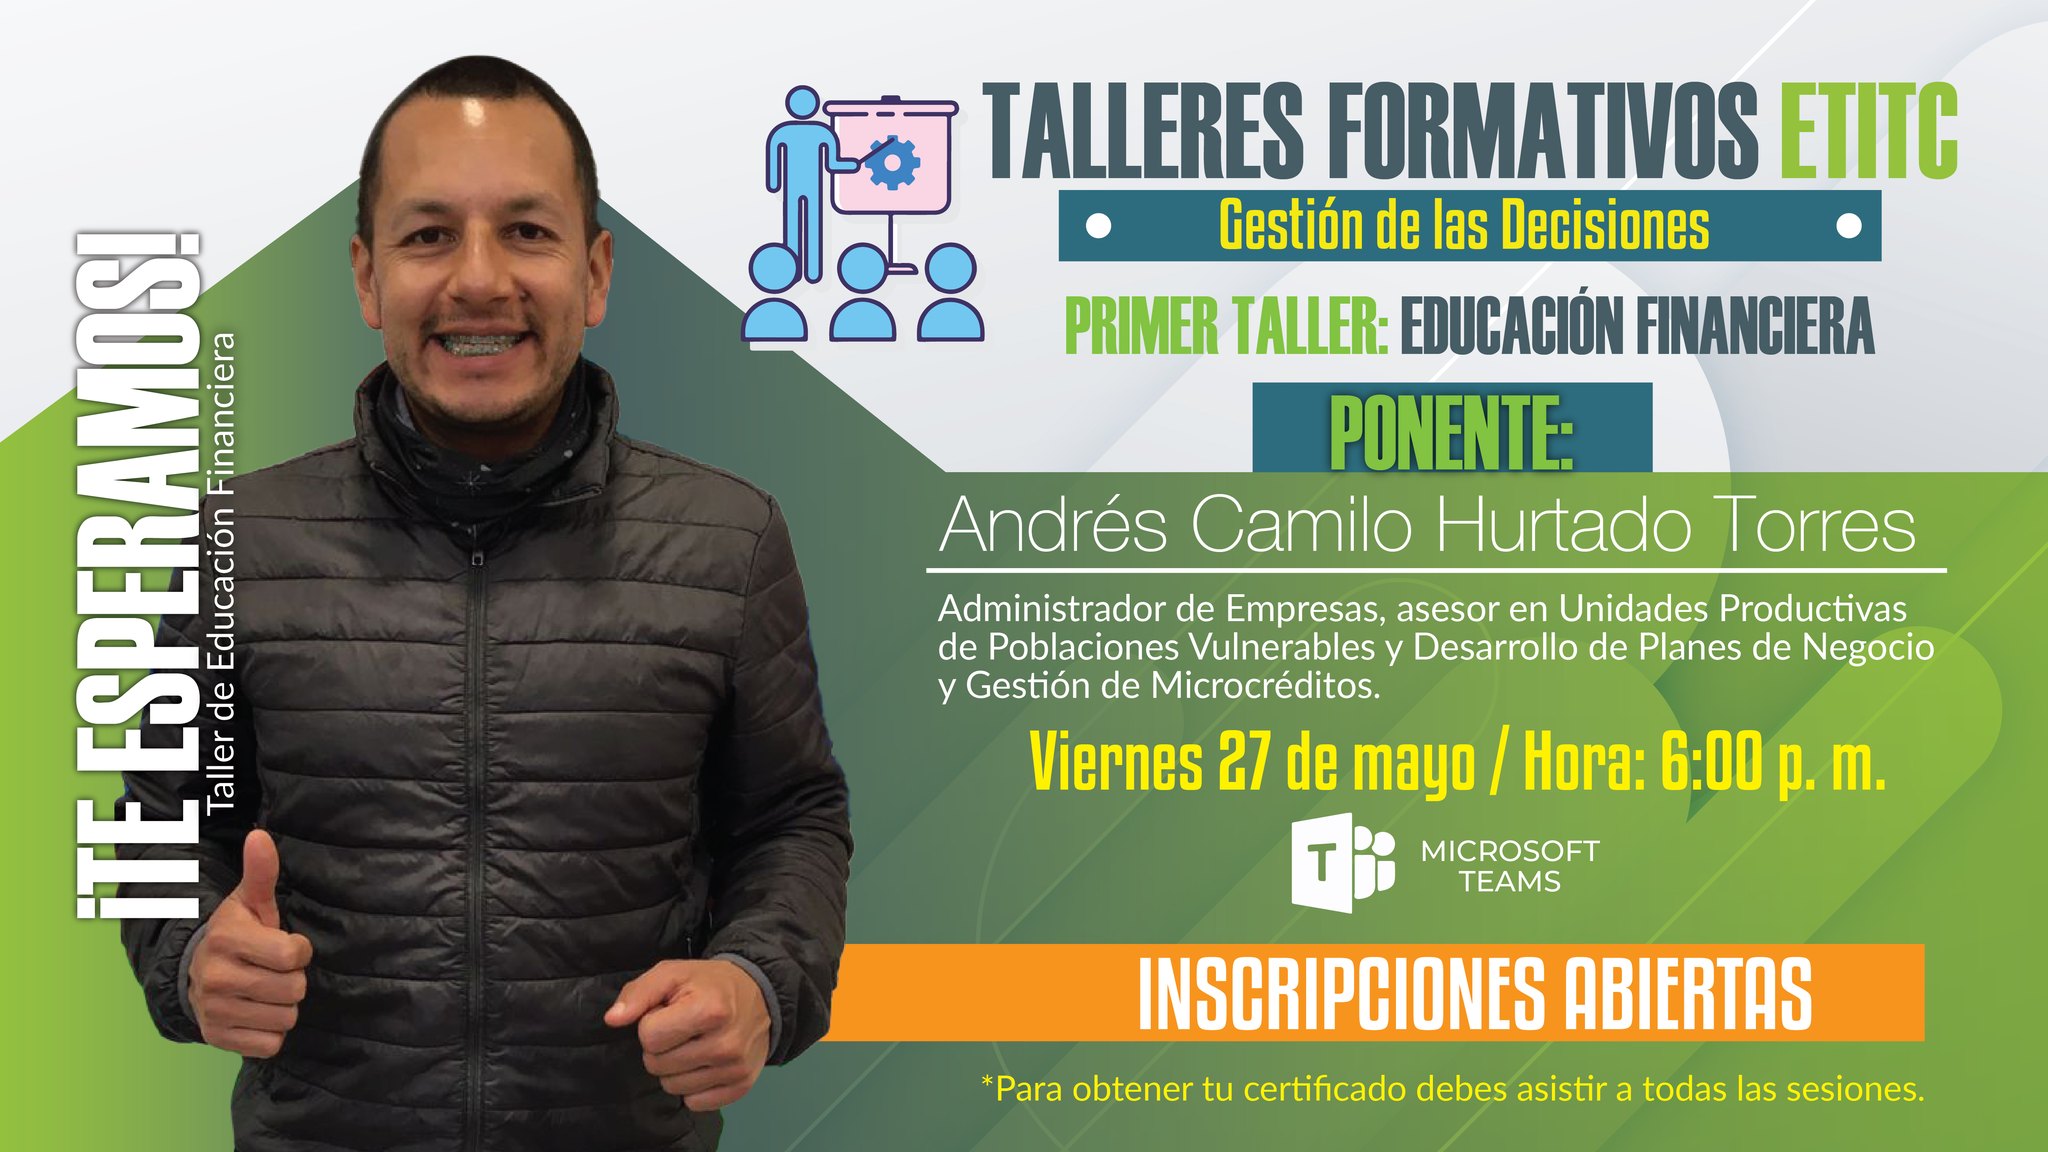 TALLERES FORMATIVOS ETITC
Gestión de las Decisiones
PRIMER TALLER: EDUCACIÓN FINANCIERA
PONENTE:
Andrés Camilo Hurtado Torres
Administrador de Empresas, asesor en Unidades Productivas
de Poblaciones Vulnerables y Desarrollo de Planes de Negocio
y Gestión de Microcréditos.
Viernes 27 de mayo / Hora: 6:00 p. m.
T
MICROSOFT
TEAMS
INSCRIPCIONES ABIERTAS
*Para obtener tu certificado debes asistir a todas las sesiones.
¡TE ESPERAMOS!
Taller de Educación Financiera